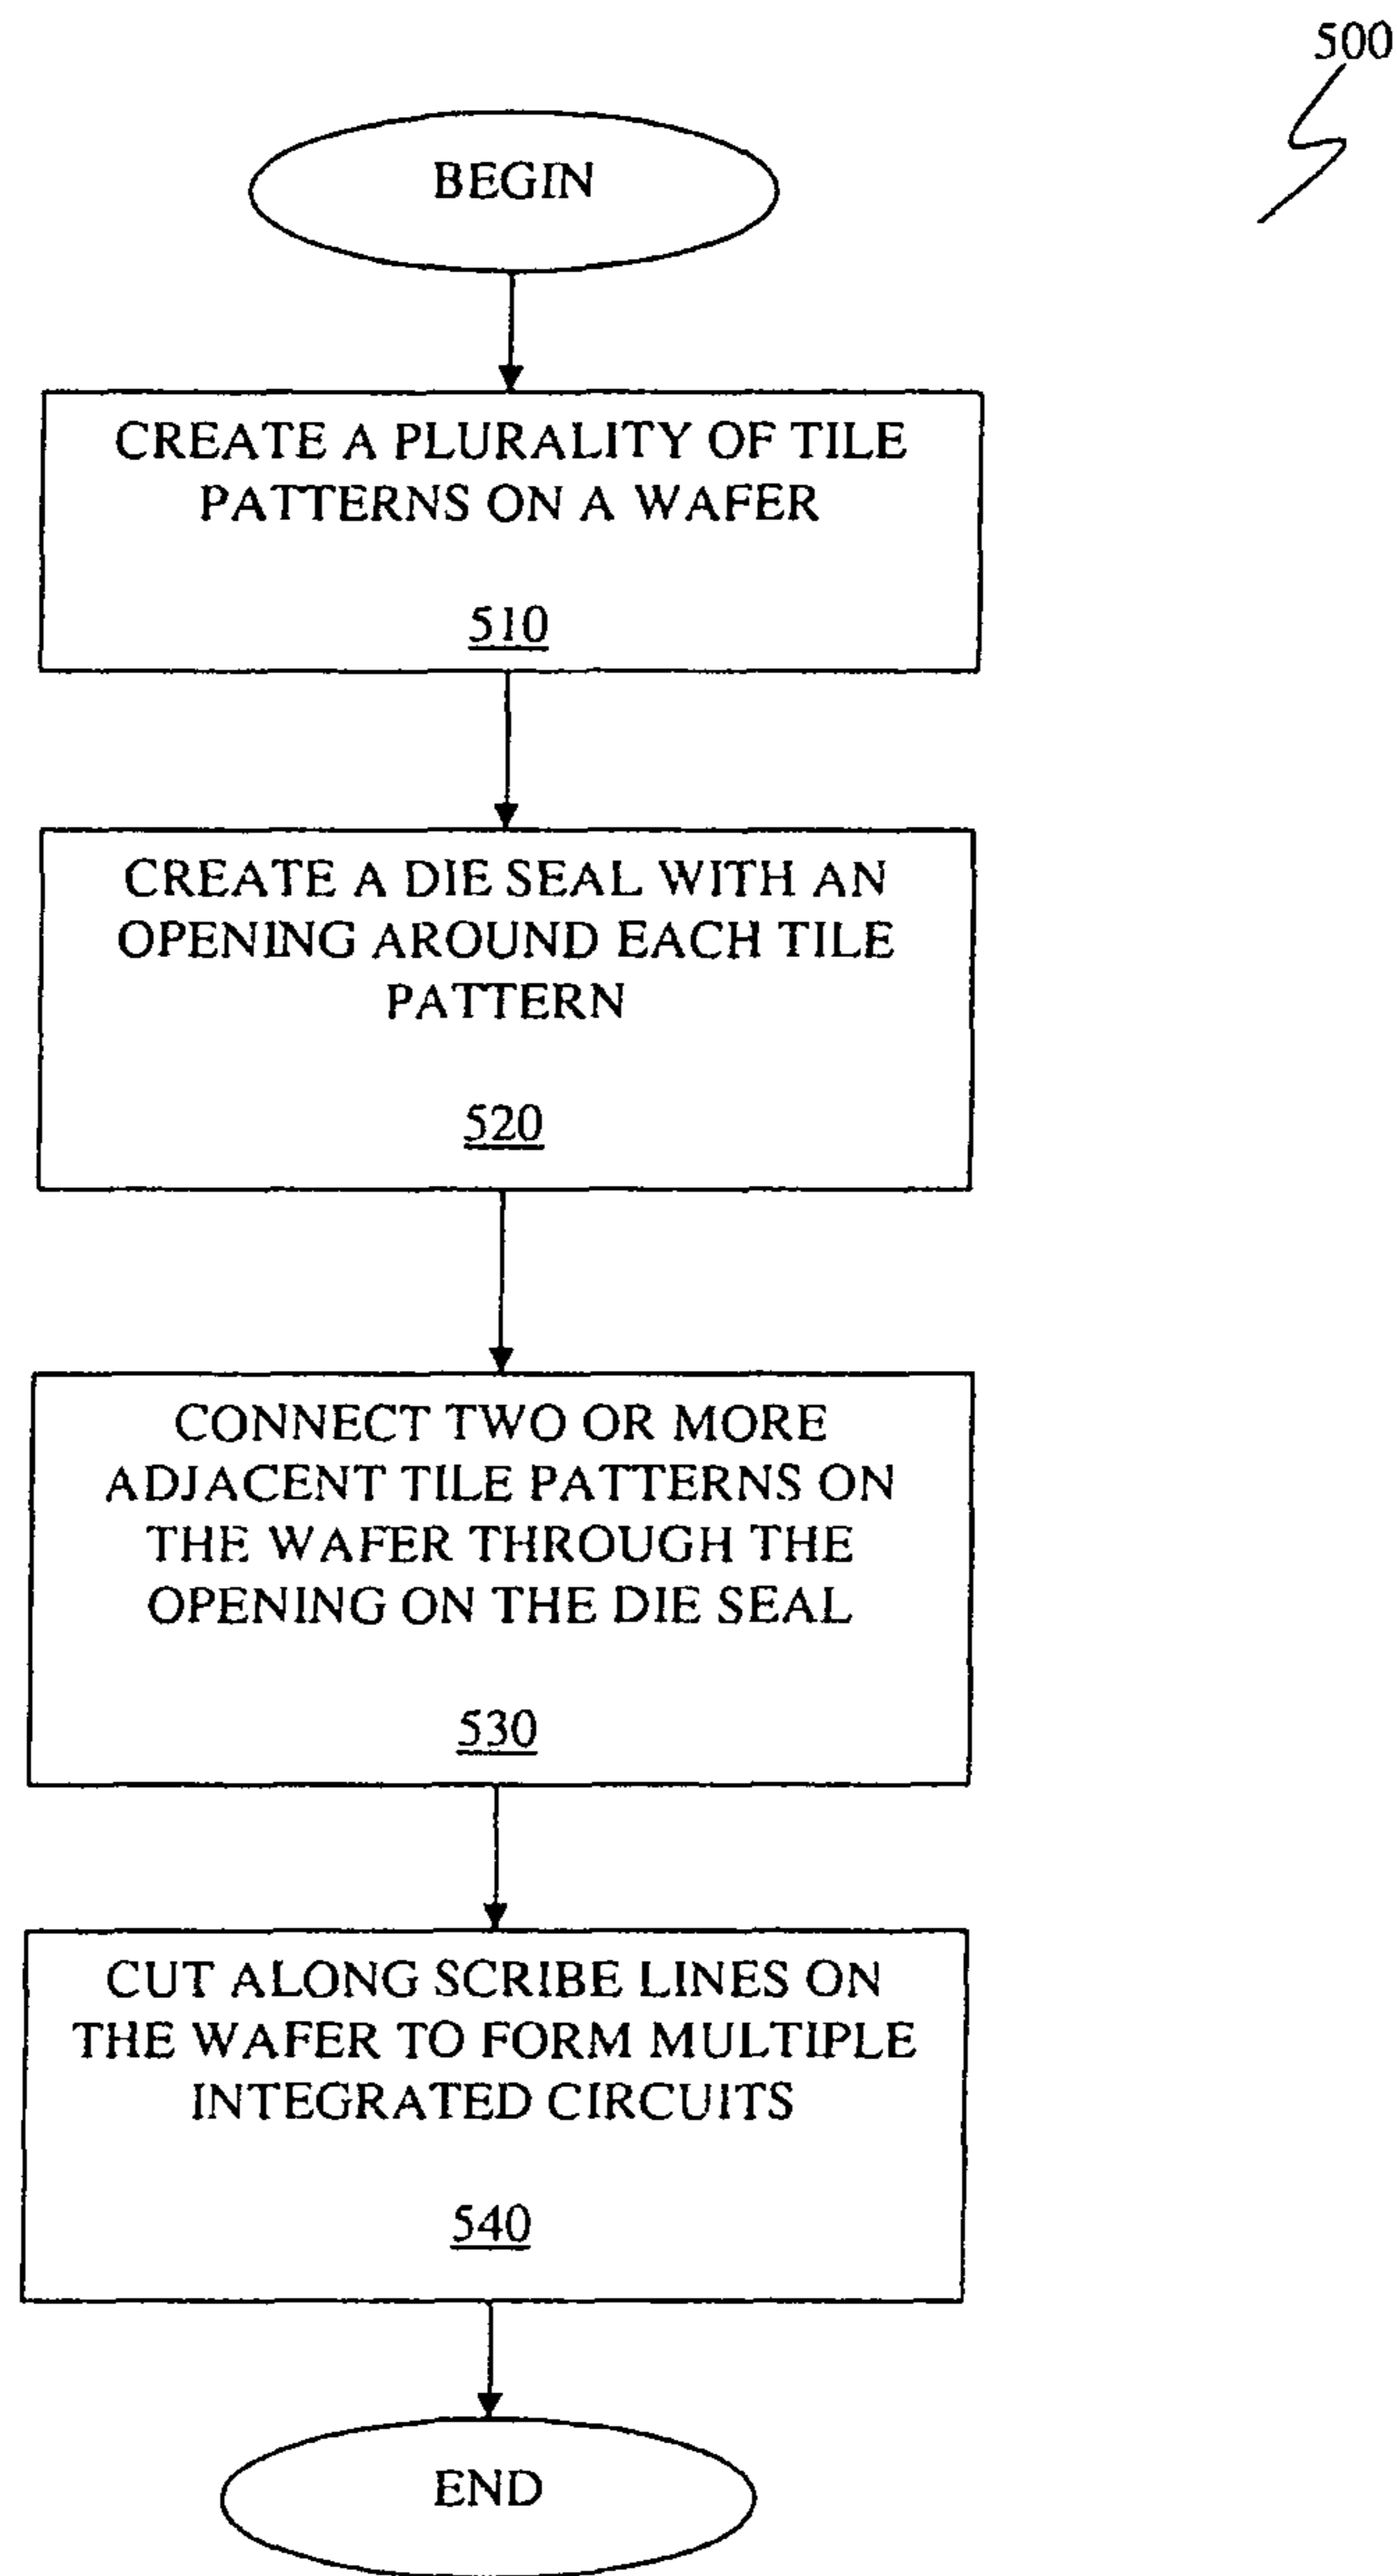 500
BEGIN
CREATE A PLURALITY OF TILE
PATTERNS ON A WAFER
510
CREATE A DIE SEAL WITH AN
OPENING AROUND EACH TILE
PATTERN
520
CONNECT TWO OR MORE
ADJACENT TILE PATTERNS ON
THE WAFER THROUGH THE
OPENING ON THE DIE SEAL
530
CUT ALONG SCRIBE LINES ON
THE WAFER TO FORM MULTIPLE
INTEGRATED CIRCUITS
540
END